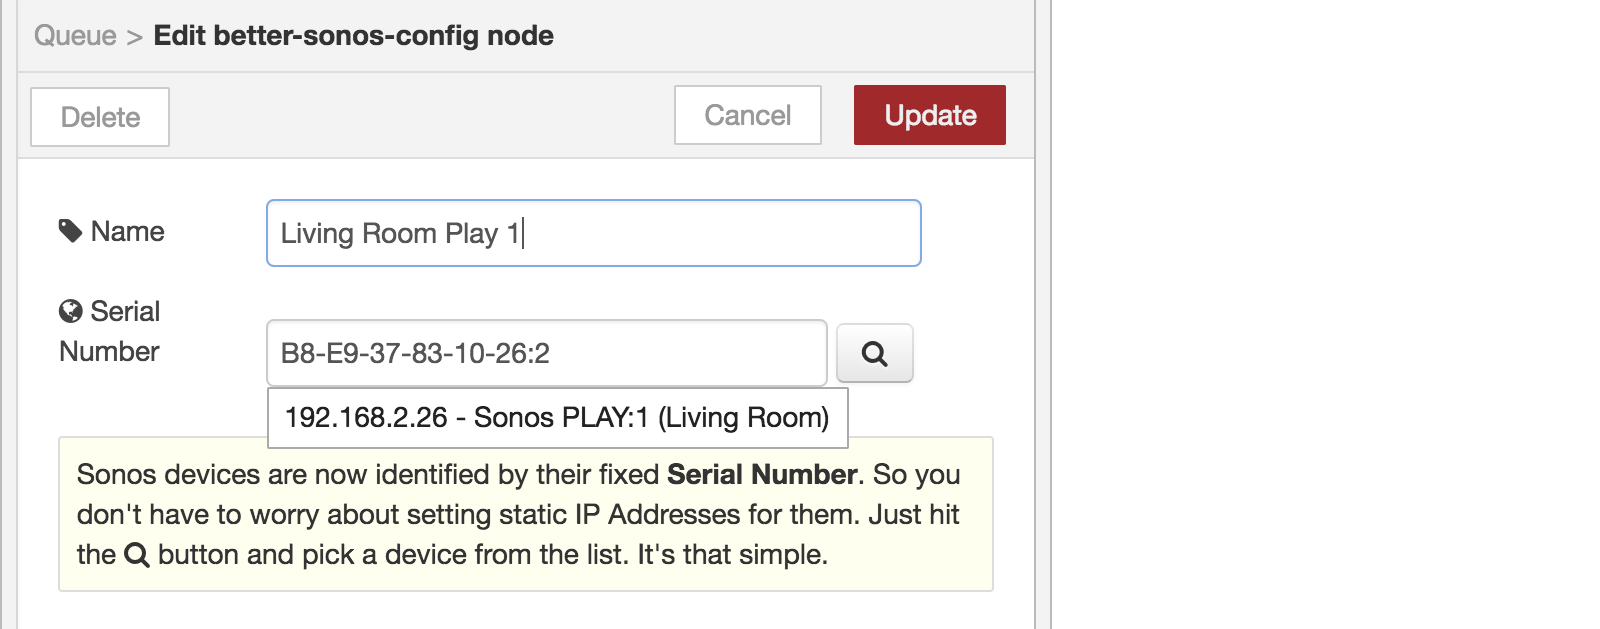 Queue > Edit better-sonos-config node
Delete
Cancel
Update
Name
Living Room Play 1
Serial
Number
B8-E9-37-83-10-26:2
192.168.2.26 - Sonos PLAY:1 (Living Room)
Sonos devices are now identified by their fixed Serial Number. So you
don't have to worry about setting static IP Addresses for them. Just hit
the button and pick a device from the list. It's that simple.